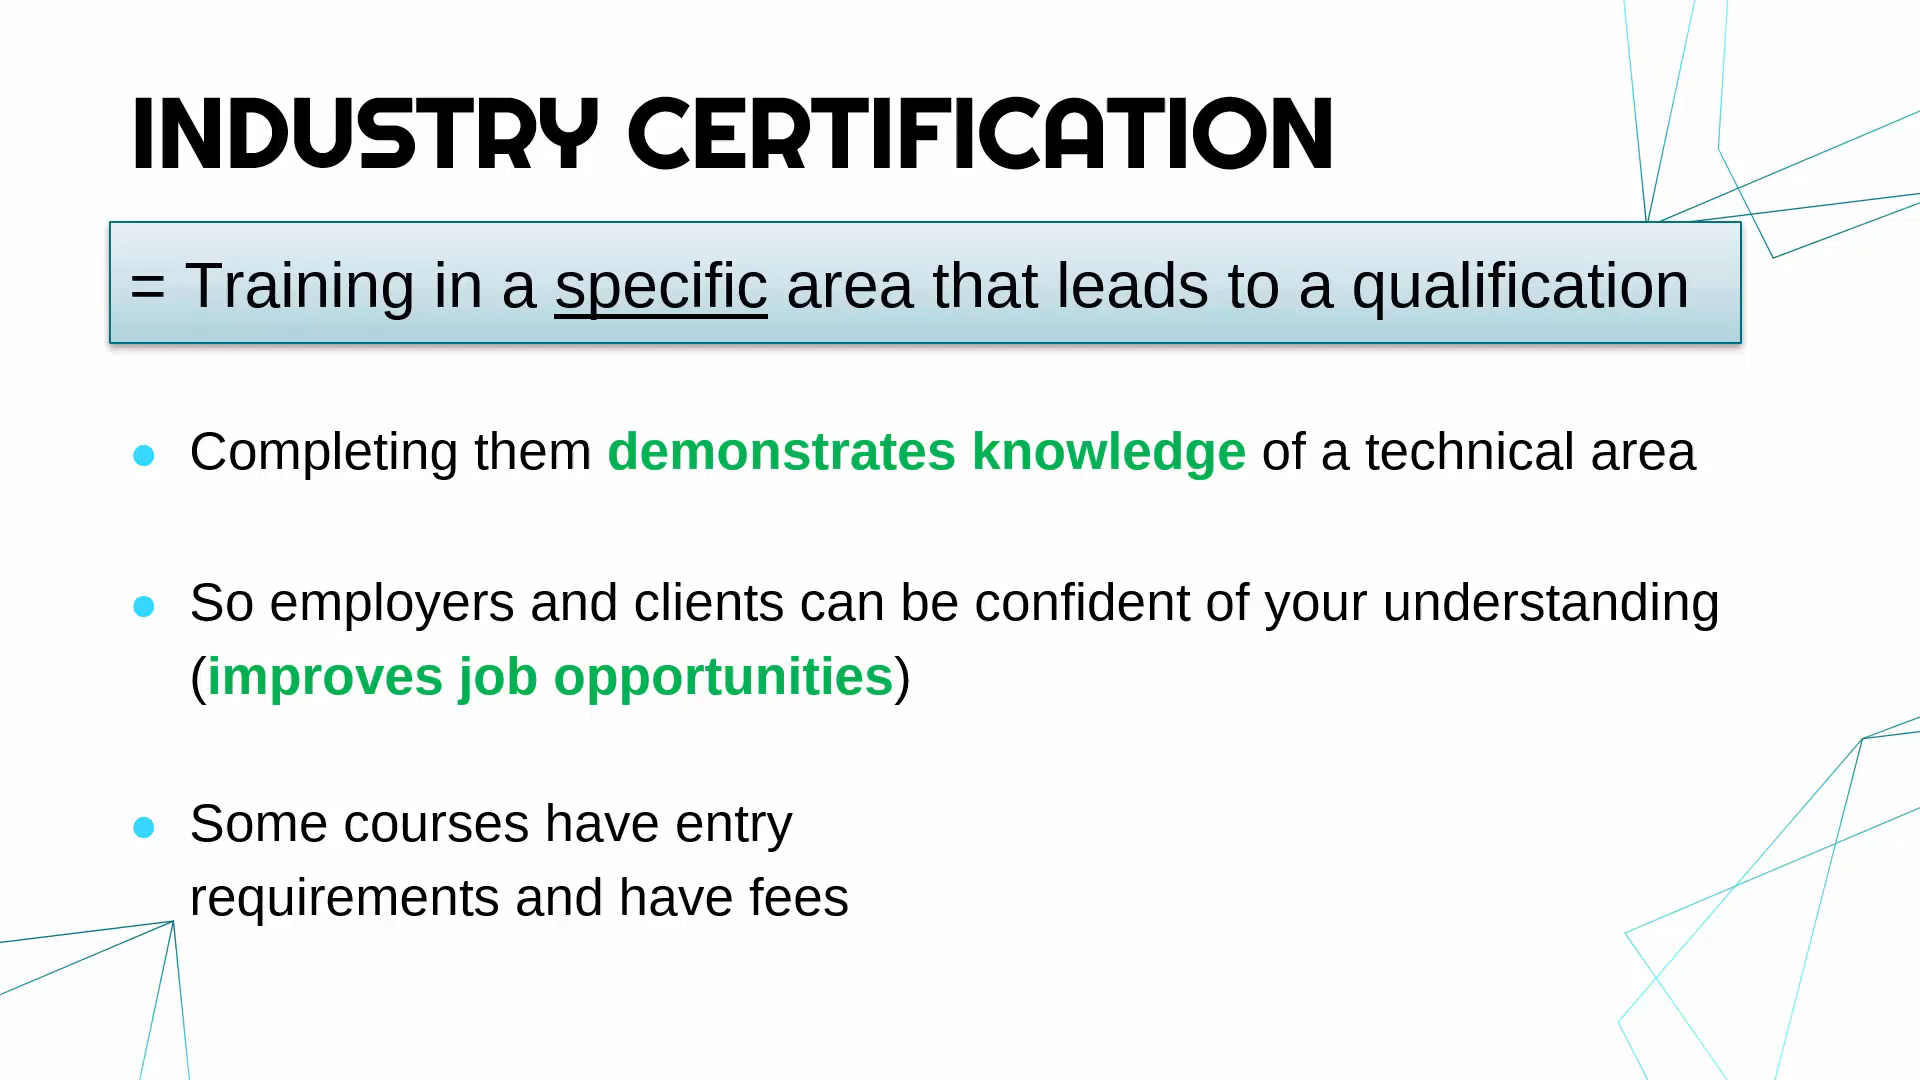 INDUSTRY CERTIFICATION
= Training in a specific area that leads to a qualification
● Completing them demonstrates knowledge of a technical area
● So employers and clients can be confident of your understanding
(improves job opportunities)
● Some courses have entry
requirements and have fees